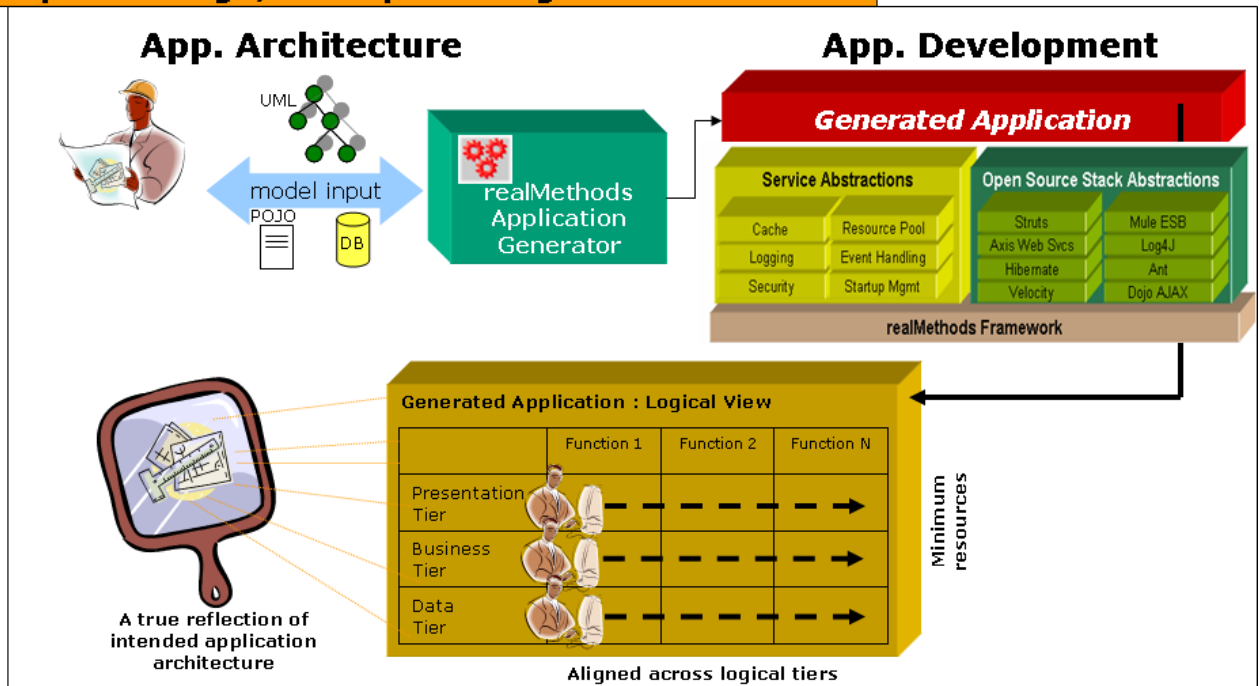 App. Architecture
App. Development
UML
model input
POJO
DB
realMethods
Application
Generator
Generated Application
Service Abstractions
Cache
Resource Pool
Logging
Event Handling
Security
Startup Mgmt
Open Source Stack Abstractions
Struts
Mule ESB
Axis Web Svcs
Log4J
Hibernate
Ant
Velocity
Dojo AJAX
realMethods Framework
Generated Application : Logical View
Function 1
Function 2
Function N
Presentation
Tier
Business
Tier
Data
Tier
Minimum
resources
A true reflection of
intended application
architecture
Aligned across logical tiers